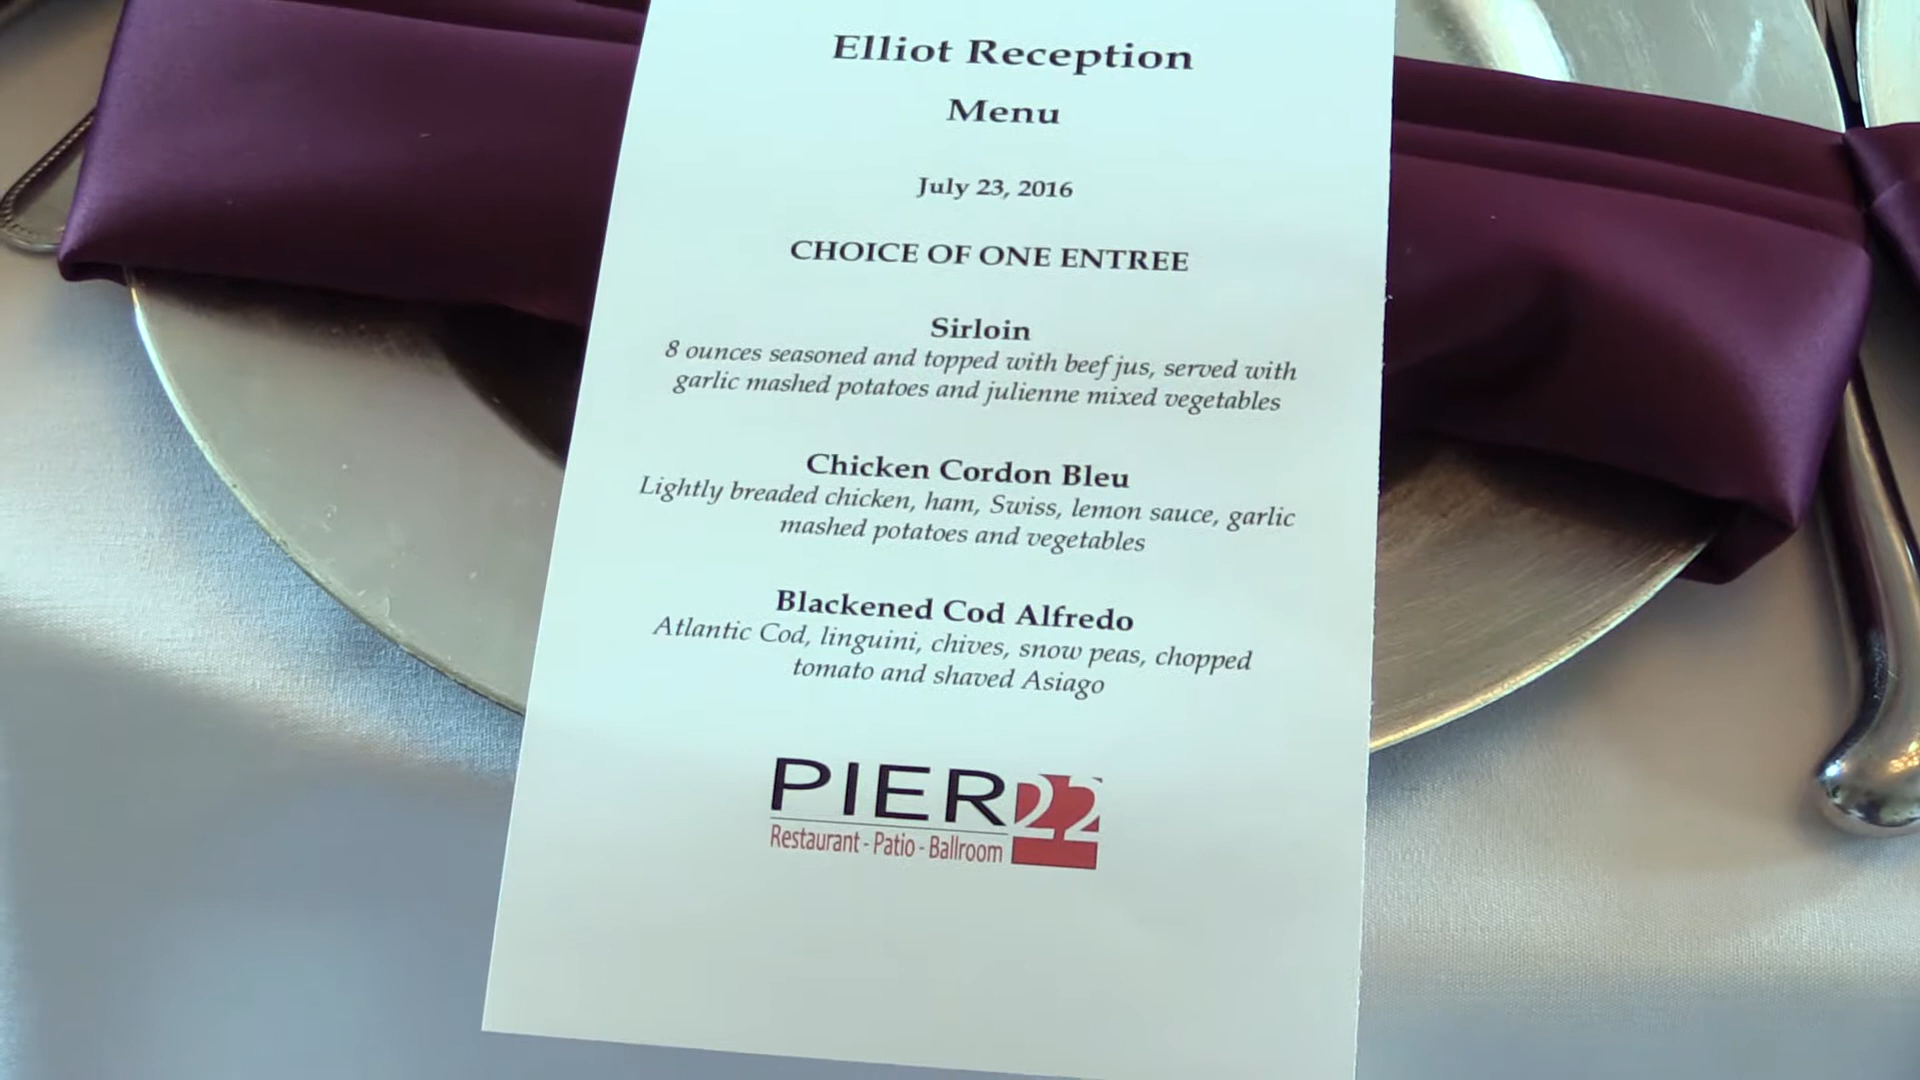 Elliot Reception
Menu
July 23, 2016
CHOICE OF ONE ENTREE
Sirloin
8 ounces seasoned and topped with beef jus, served with
garlic mashed potatoes and julienne mixed vegetables
Chicken Cordon Bleu
Lightly breaded chicken, ham, Swiss, lemon sauce, garlic
mashed potatoes and vegetables
Blackened Cod Alfredo
Atlantic Cod, linguini, chives, snow peas, chopped
tomato and shaved Asiago
PIER 22
Restaurant - Patio - Ballroom